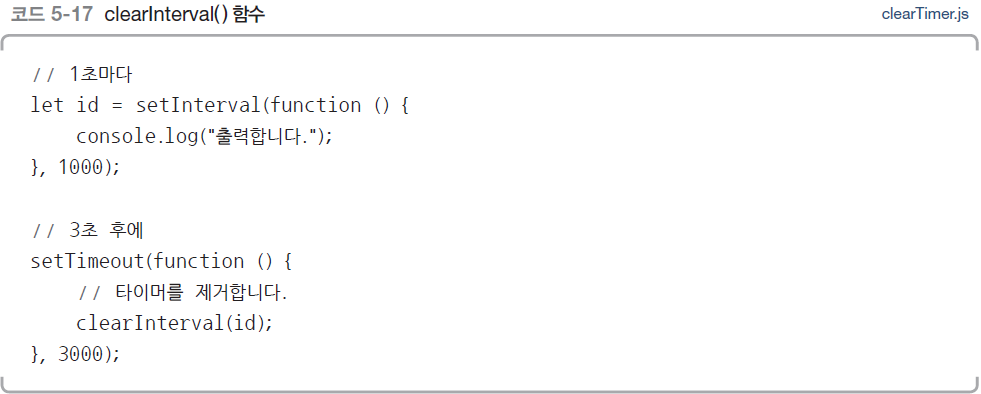 코드 5-17 clearInterval() 함수
clearTimer.js
// 1초마다
let id = setInterval(function () {
    console.log("출력합니다.");
}, 1000);

// 3초 후에
setTimeout(function () {
    // 타이머를 제거합니다.
    clearInterval(id);
}, 3000);